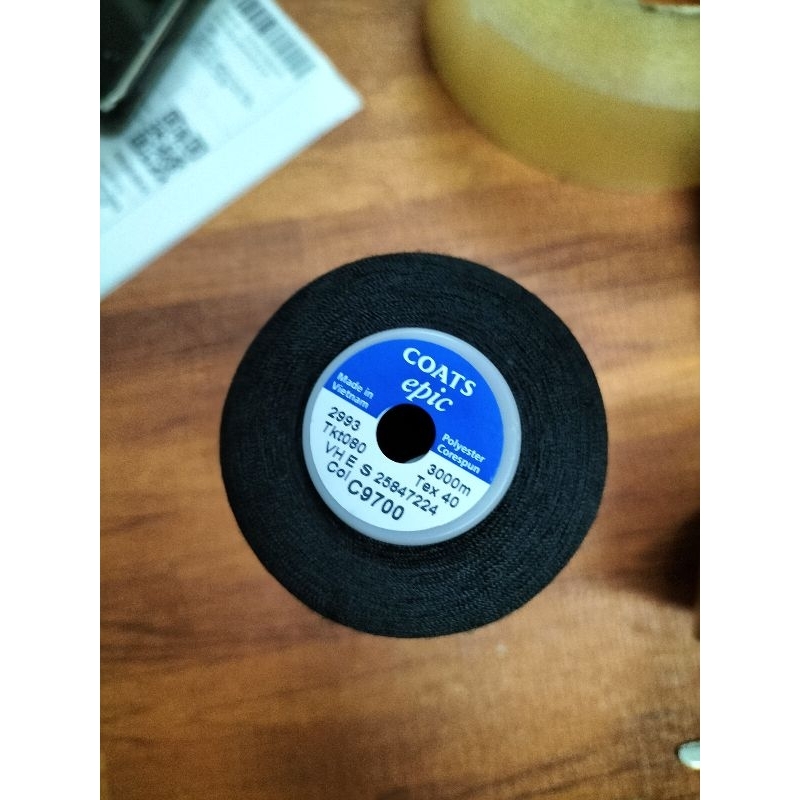 COATS
epic
Made in
Vietnam
Polyester
Corespun
2993
3000m
Tkt080
Tex 40
VH E S 25847224
Col C9700